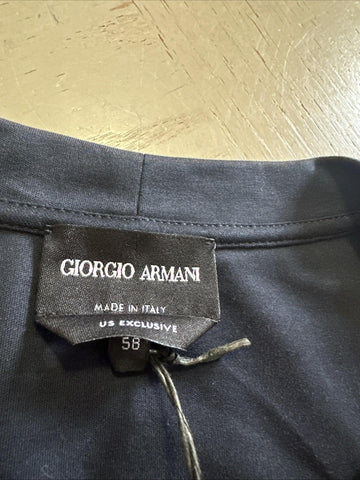 GIORGIO ARMANI
MADE IN ITALY
US EXCLUSIVE
58